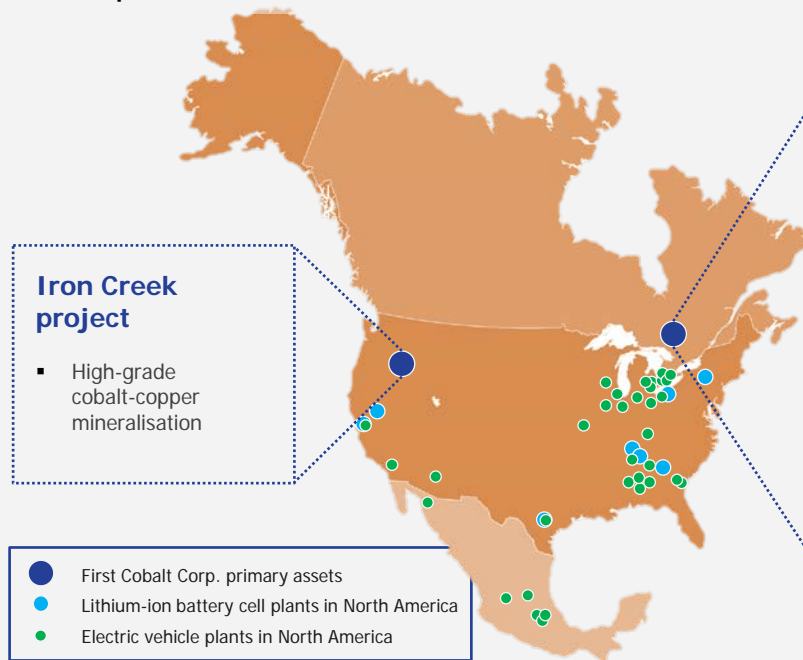 Iron Creek
project
▪ High-grade
cobalt-copper
mineralisation
First Cobalt Corp. primary assets
Lithium-ion battery cell plants in North America
Electric vehicle plants in North America